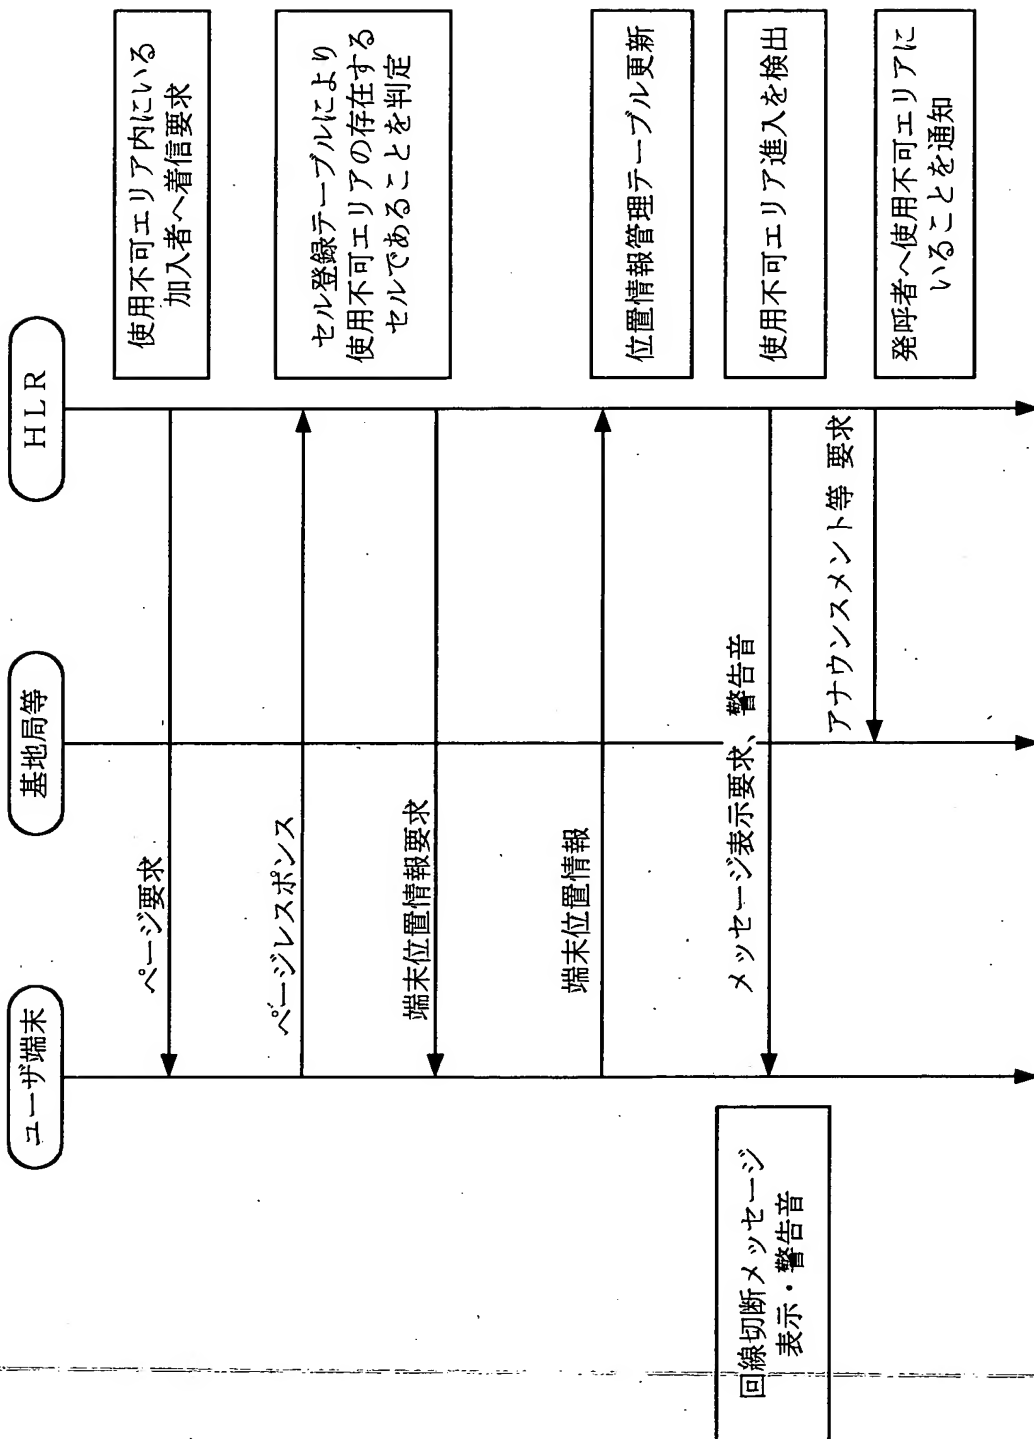 ユーザ端末
基地局等
HLR
使用不可エリア内にいる
加入者へ着信要求
ページ要求
ページレスポンス
セル登録テーブルにより
使用不可エリアの存在する
セルであることを判定
端末位置情報要求
端末位置情報
位置情報管理テーブル更新
使用不可エリア進入を検出
メッセージ表示要求、警告音
回線切断メッセージ
表示・警告音
アナウンスメント等 要求
発呼者へ使用不可エリアに
いることを通知